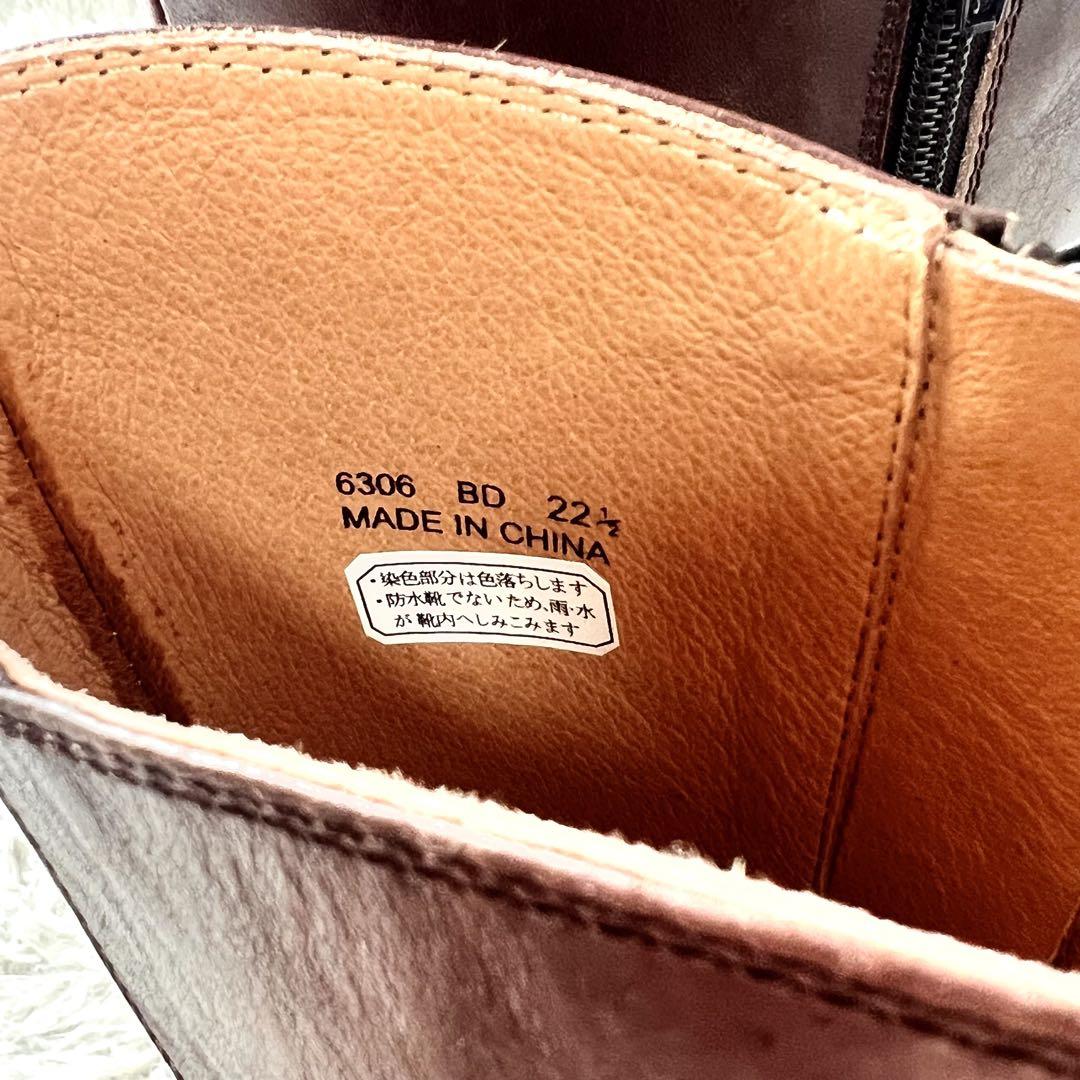 6306 BD 22½
MADE IN CHINA
・染色部分は色落ちします
・防水靴でないため、雨・水
が靴内へしみこみます